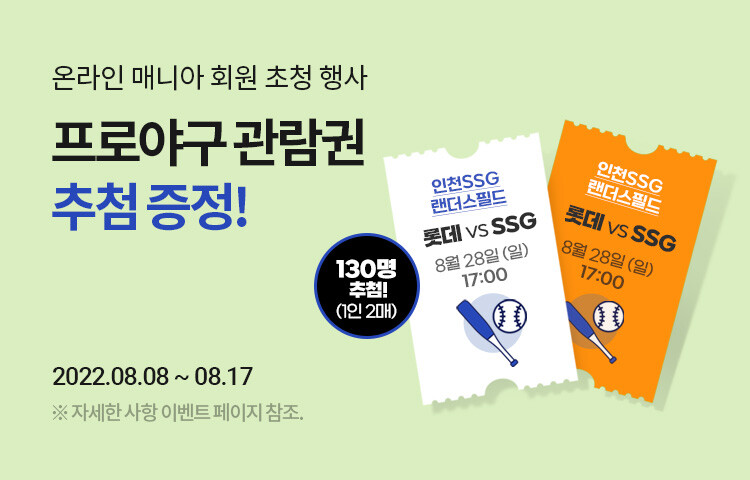 온라인 매니아 회원 초청 행사
프로야구 관람권
추첨 증정!
130명
추첨!
(1인 2매)
인천SSG
랜더스필드
롯데 VS SSG
8월 28일 (일)
17:00
인천SSG
랜더스필드
롯데 VS SSG
8월 28일 (일)
17:00
2022.08.08 ~ 08.17
※ 자세한 사항 이벤트 페이지 참조.